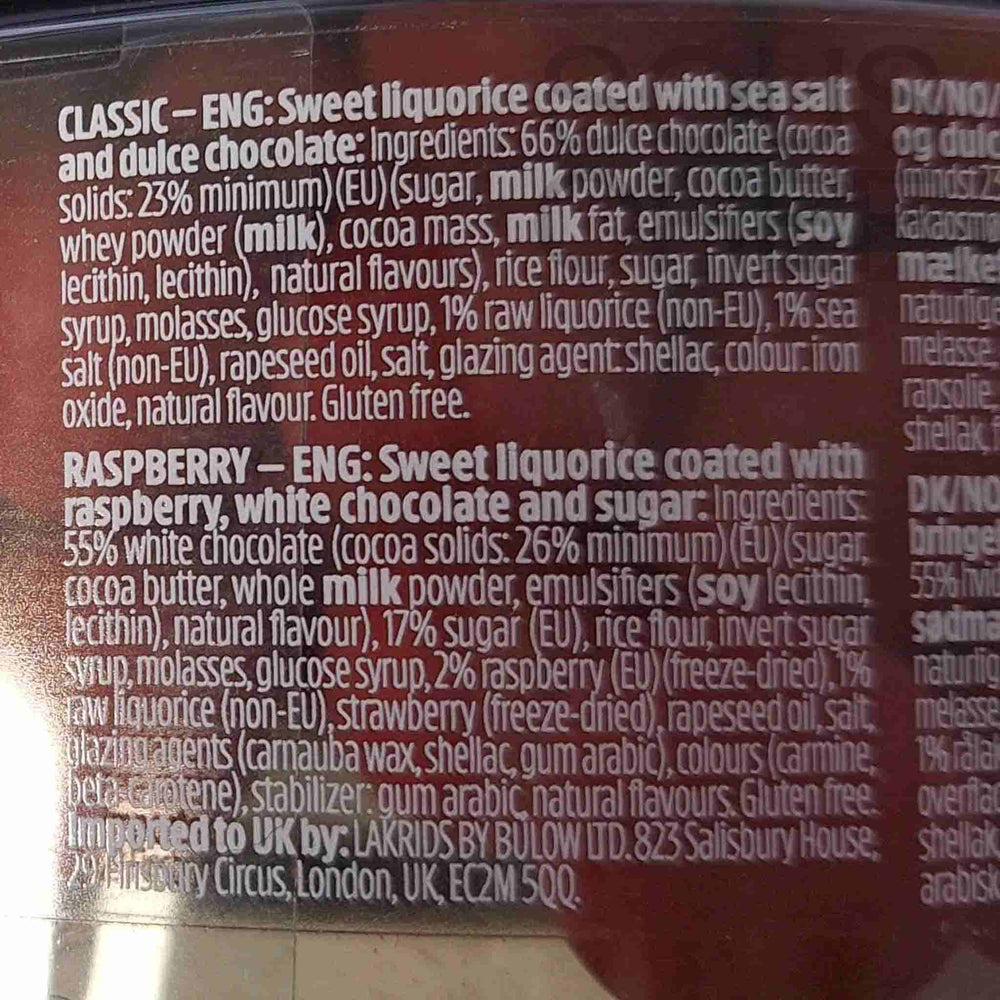 CLASSIC – ENG: Sweet liquorice coated with sea salt
and dulce chocolate: Ingredients: 66% dulce chocolate (cocoa
solids: 23% minimum) (EU) (sugar, milk powder, cocoa butter,
whey powder (milk), cocoa mass, milk fat, emulsifiers (soy
lecithin, lecithin), natural flavours), rice flour, sugar, invert sugar
syrup, molasses, glucose syrup, 1% raw liquorice (non-EU), 1% sea
salt (non-EU), rapeseed oil, salt, glazing agent: shellac, colour: iron
oxide, natural flavour. Gluten free.
RASPBERRY – ENG: Sweet liquorice coated with
raspberry, white chocolate and sugar: Ingredients:
55% white chocolate (cocoa solids: 26% minimum) (EU) (sugar,
cocoa butter, whole milk powder, emulsifiers (soy lecithin,
lecithin), natural flavour), 17% sugar (EU), rice flour, invert sugar
syrup, molasses, glucose syrup, 2% raspberry (EU) (freeze-dried), 1%
raw liquorice (non-EU), strawberry (freeze-dried), rapeseed oil, salt,
glazing agents (carnauba wax, shellac, gum arabic), colours (carmine,
beta-carotene), stabilizer: gum arabic, natural flavours. Gluten free.
Imported to UK by: LAKRIDS BY BÜLOW LTD. 823 Salisbury House,
29 Finsbury Circus, London, UK, EC2M 5QQ.
DK/NO/
og dulc
(mindst 23
kakaosm
mælke
naturlige
melasse,
rapsolie,
shellak, f
DK/NO
bringe
55% hvi
sødmæ
naturlig
melasse
1% rålak
overfla
shellak
arabisk